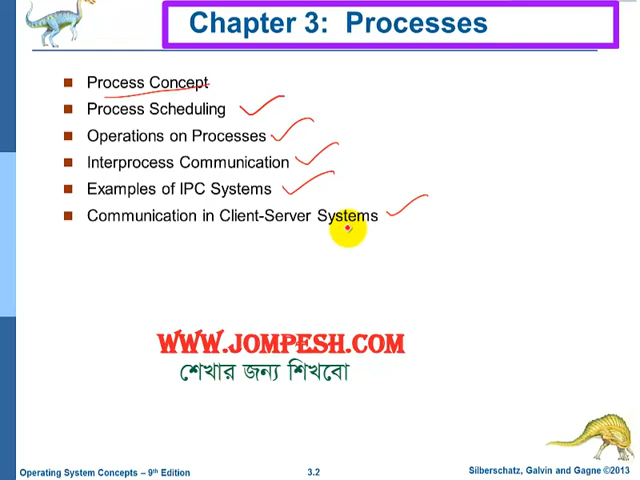 Chapter 3: Processes
Process Concept
Process Scheduling
Operations on Processes
Interprocess Communication
Examples of IPC Systems
Communication in Client-Server Systems
WWW.JOMPESH.COM
শেখার জন্য শিখবো
Operating System Concepts – 9th Edition
3.2
Silberschatz, Galvin and Gagne ©2013